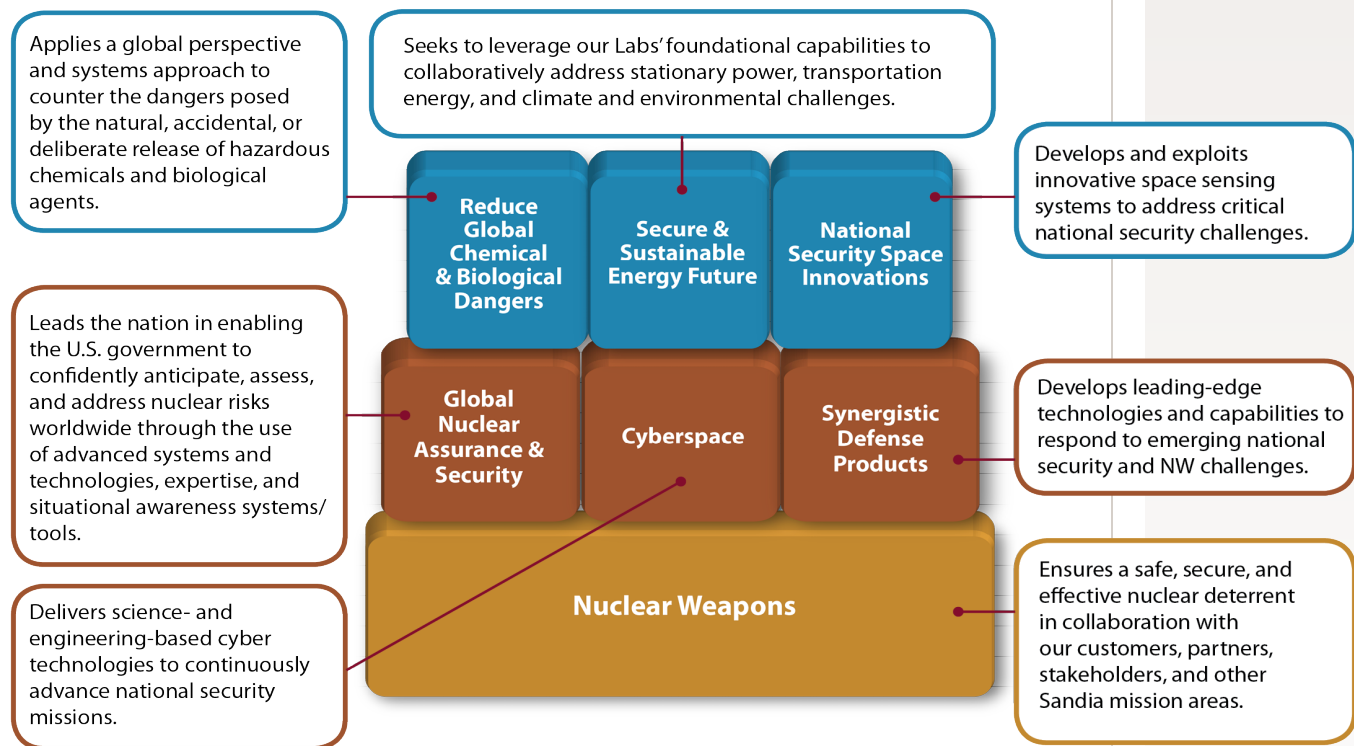 Applies a global perspective
and systems approach to
counter the dangers posed
by the natural, accidental, or
deliberate release of hazardous
chemicals and biological
agents.
Seeks to leverage our Labs’ foundational capabilities to
collaboratively address stationary power, transportation
energy, and climate and environmental challenges.
Develops and exploits
innovative space sensing
systems to address critical
national security challenges.
Reduce
Global
Chemical
& Biological
Dangers
Secure &
Sustainable
Energy Future
National
Security Space
Innovations
Leads the nation in enabling
the U.S. government to
confidently anticipate, assess,
and address nuclear risks
worldwide through the use
of advanced systems and
technologies, expertise, and
situational awareness systems/
tools.
Global
Nuclear
Assurance &
Security
Cyberspace
Synergistic
Defense
Products
Develops leading-edge
technologies and capabilities to
respond to emerging national
security and NW challenges.
Delivers science- and
engineering-based cyber
technologies to continuously
advance national security
missions.
Nuclear Weapons
Ensures a safe, secure, and
effective nuclear deterrent
in collaboration with
our customers, partners,
stakeholders, and other
Sandia mission areas.